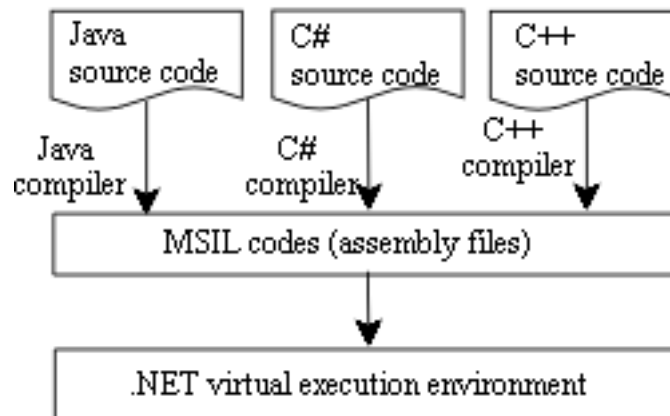 Java
source code
C#
source code
C++
source code
Java
compiler
C#
compiler
C++
compiler
MSIL codes (assembly files)
.NET virtual execution environment